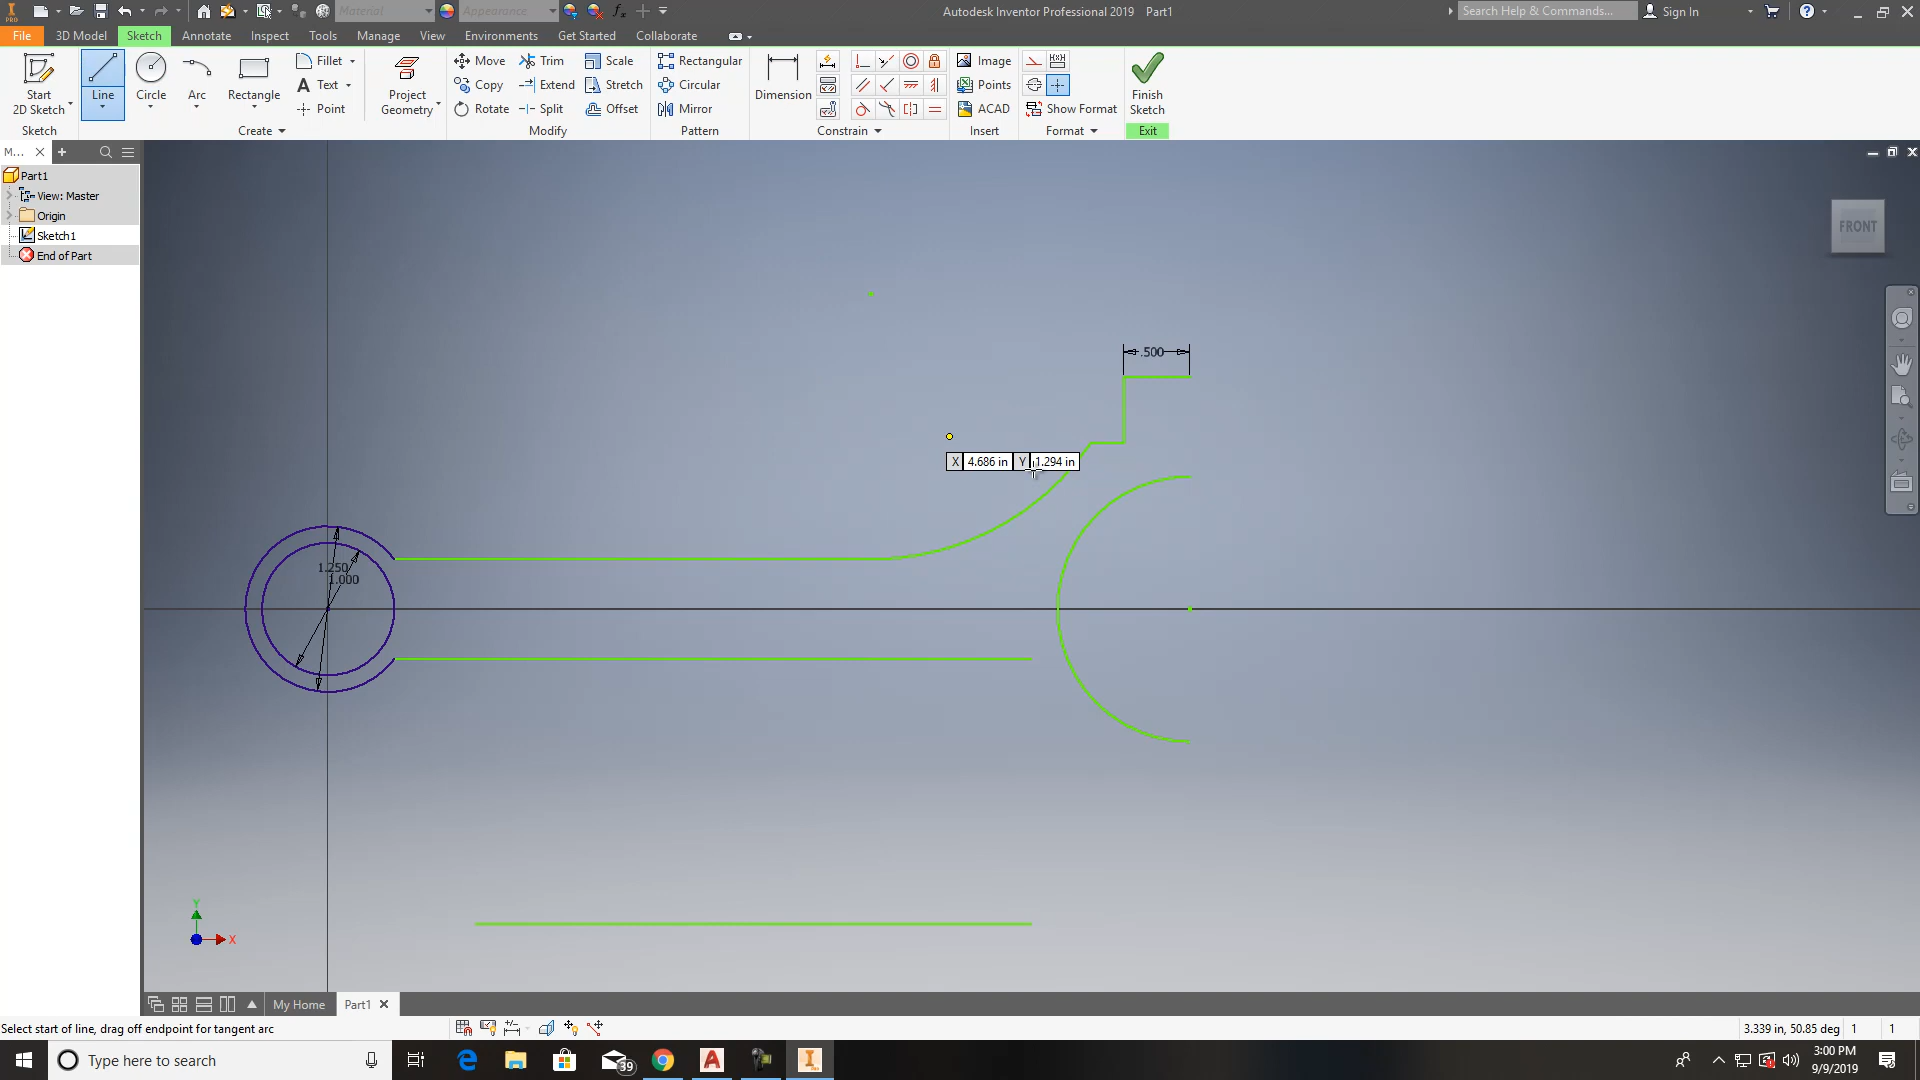 Material
Appearance
fx
Autodesk Inventor Professional 2019 Part1
Search Help & Commands...
Sign In
PRO
File 3D Model Sketch Annotate Inspect Tools Manage View Environments Get Started Collaborate
Start
2D Sketch
Line
Circle
Arc
Rectangle
Fillet
Text
Point
Project
Geometry
Move
Copy
Rotate
Trim
Extend
Split
Scale
Stretch
Offset
Rectangular
Circular
Mirror
Dimension
Image
Points
ACAD
Show Format
Finish
Sketch
Sketch
Create
Modify
Pattern
Constrain
Insert
Format
Exit
M...
Part1
View: Master
Origin
Sketch1
End of Part
FRONT
.500
X 4.686 in Y 1.294 in
1.250
1.000
Y
X
My Home
Part1
Select start of line, drag off endpoint for tangent arc
3.339 in, 50.85 deg 1 1
Type here to search
39
3:00 PM
9/9/2019